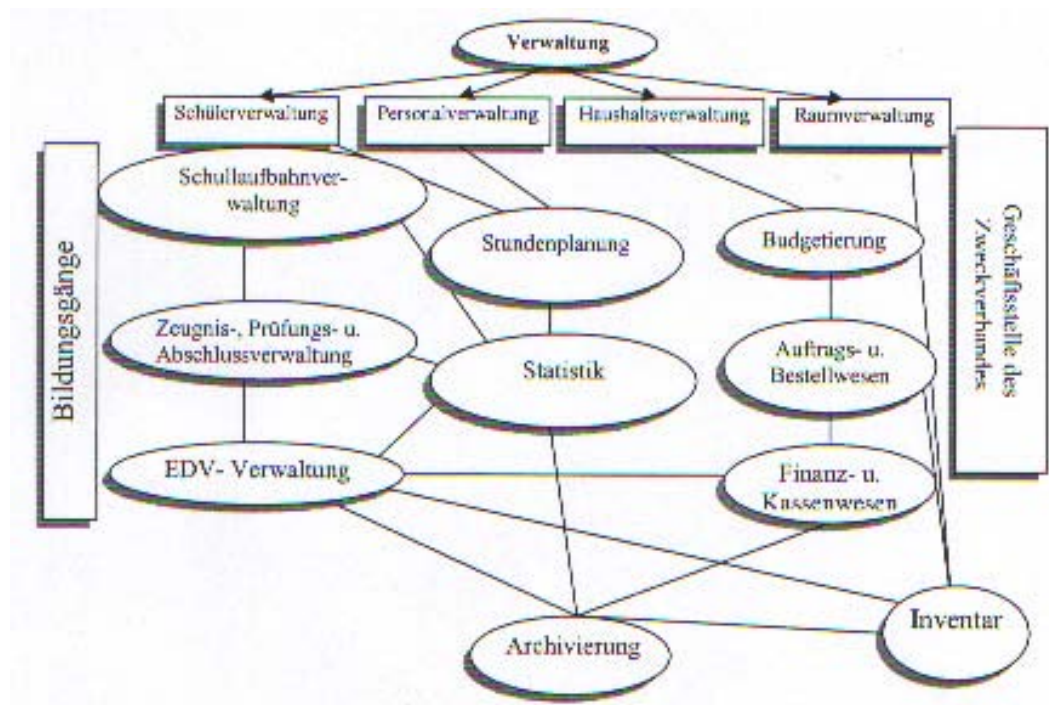 Verwaltung
Schülerverwaltung
Personalverwaltung
Haushaltsverwaltung
Raumverwaltung
Bildungsgänge
Schullaufbahnver-
waltung
Stundenplanung
Budgetierung
Geschäftsstelle des
Zweckverbandes
Zeugnis-, Prüfungs- u.
Abschlussverwaltung
Statistik
Auftrags- u.
Bestellwesen
EDV- Verwaltung
Finanz- u.
Kassenwesen
Archivierung
Inventar